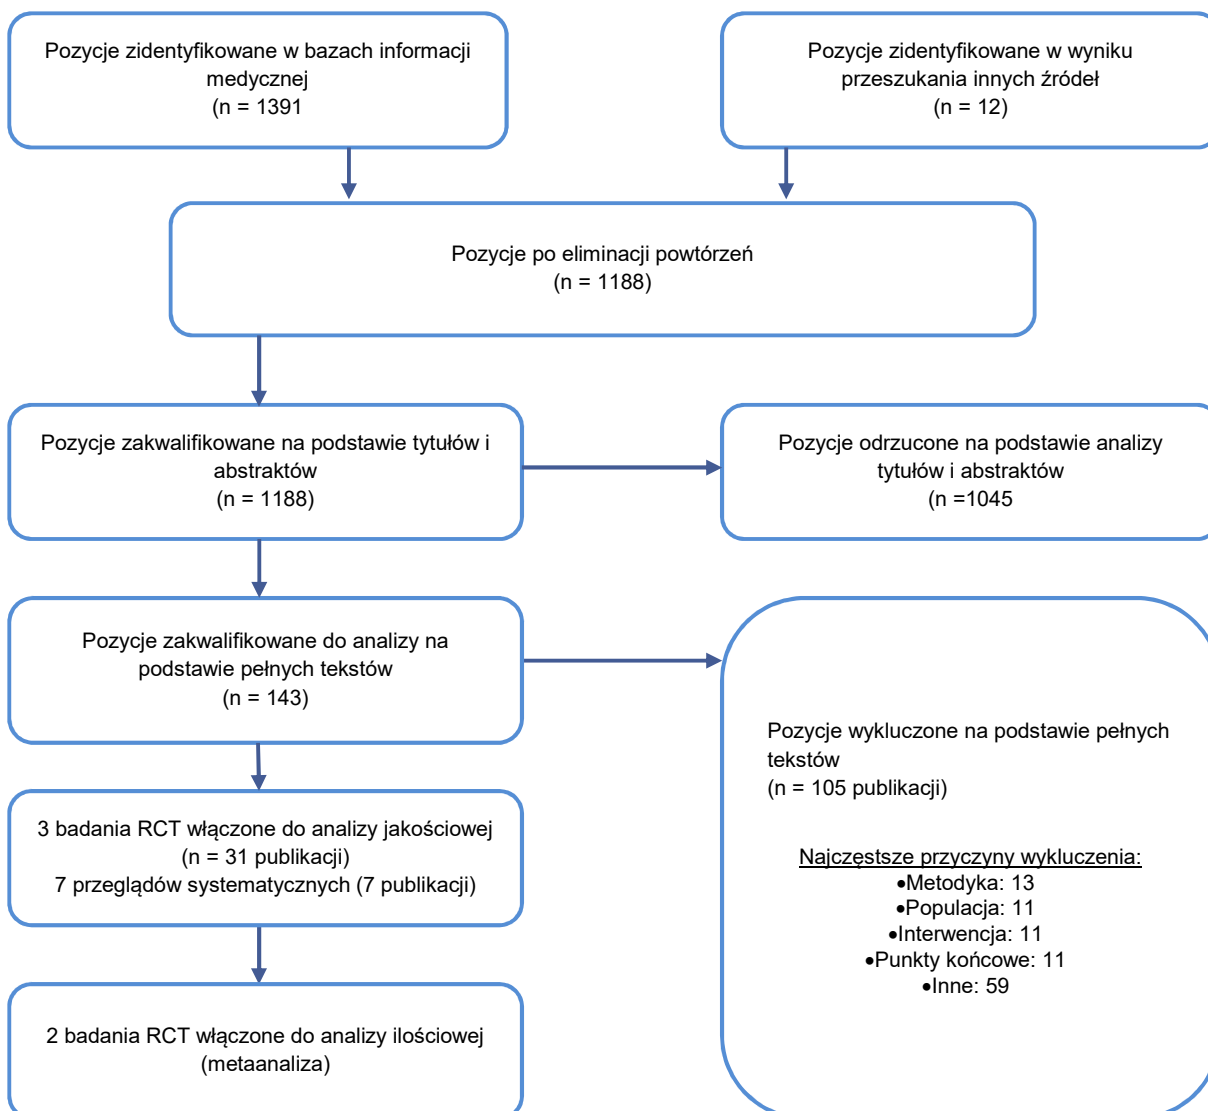 Pozycje zidentyfikowane w bazach informacji
medycznej
(n = 1391
Pozycje zidentyfikowane w wyniku
przeszukania innych źródeł
(n = 12)
Pozycje po eliminacji powtórzeń
(n = 1188)
Pozycje zakwalifikowane na podstawie tytułów i
abstraktów
(n = 1188)
Pozycje odrzucone na podstawie analizy
tytułów i abstraktów
(n =1045
Pozycje zakwalifikowane do analizy na
podstawie pełnych tekstów
(n = 143)
Pozycje wykluczone na podstawie pełnych
tekstów
(n = 105 publikacji)
Najczęstsze przyczyny wykluczenia:
•Metodyka: 13
•Populacja: 11
•Interwencja: 11
•Punkty końcowe: 11
•Inne: 59
3 badania RCT włączone do analizy jakościowej
(n = 31 publikacji)
7 przeglądów systematycznych (7 publikacji)
2 badania RCT włączone do analizy ilościowej
(metaanaliza)